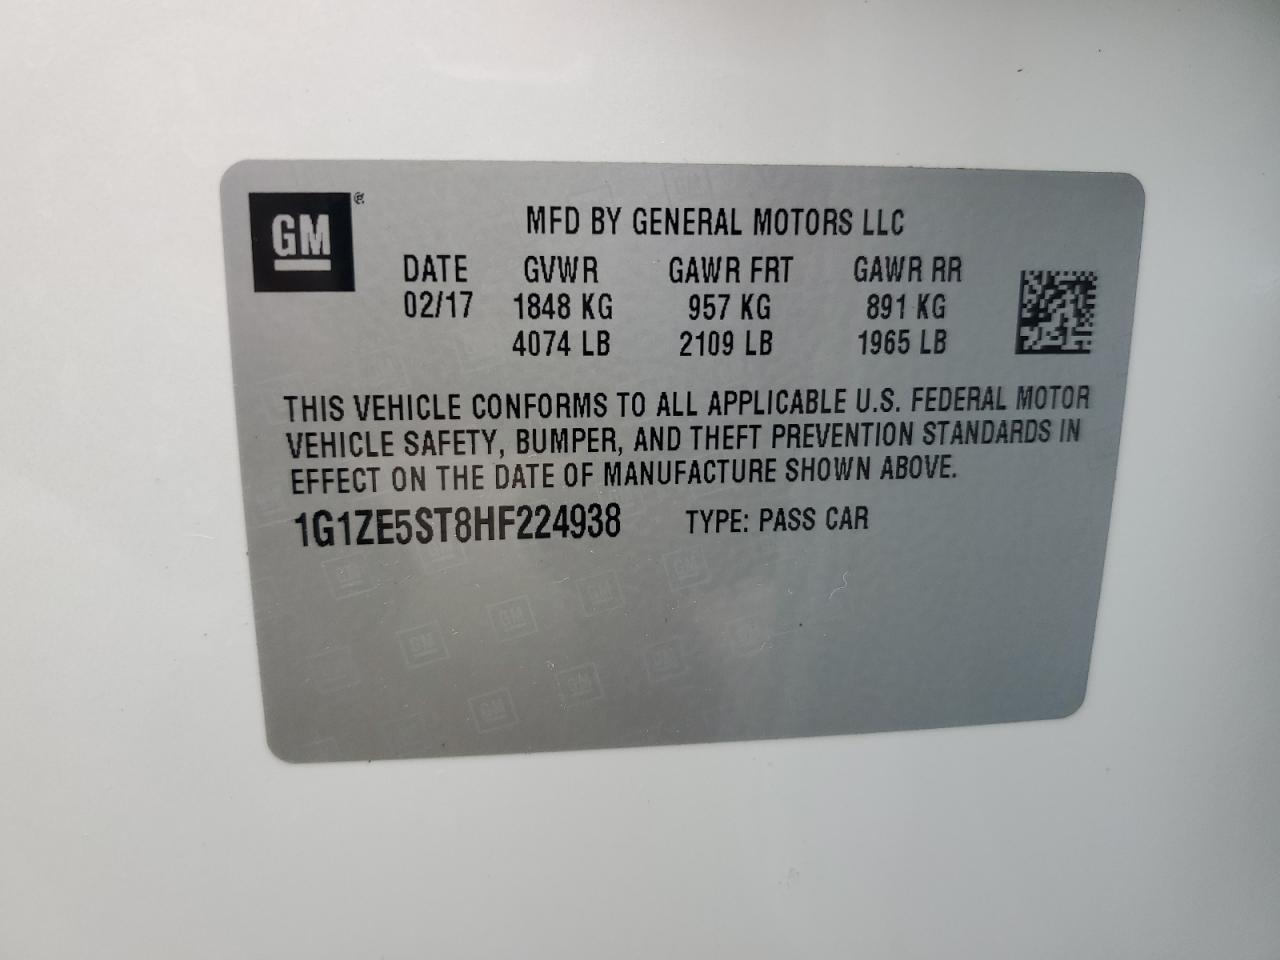 GM ®
MFD BY GENERAL MOTORS LLC
DATE GVWR GAWR FRT GAWR RR
02/17 1848 KG 957 KG 891 KG
4074 LB 2109 LB 1965 LB
THIS VEHICLE CONFORMS TO ALL APPLICABLE U.S. FEDERAL MOTOR
VEHICLE SAFETY, BUMPER, AND THEFT PREVENTION STANDARDS IN
EFFECT ON THE DATE OF MANUFACTURE SHOWN ABOVE.
1G1ZE5ST8HF224938 TYPE: PASS CAR